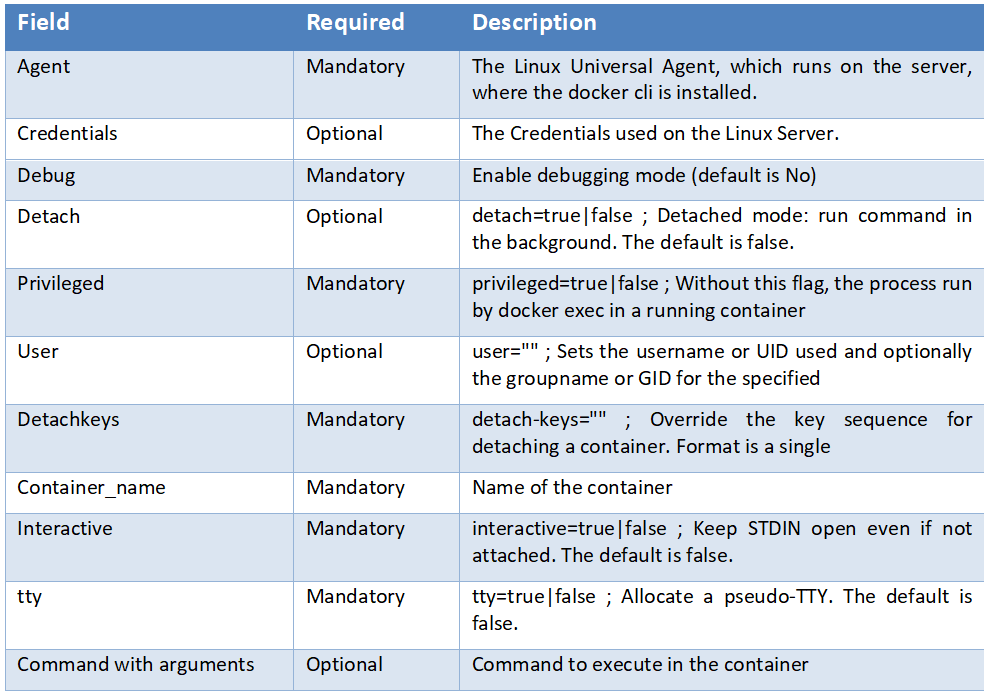 Field Required Description
Agent Mandatory The Linux Universal Agent, which runs on the server,
where the docker cli is installed.
Credentials Optional The Credentials used on the Linux Server.
Debug Mandatory Enable debugging mode (default is No)
Detach Optional detach=true|false ; Detached mode: run command in
the background. The default is false.
Privileged Mandatory privileged=true|false ; Without this flag, the process run
by docker exec in a running container
User Optional user="" ; Sets the username or UID used and optionally
the groupname or GID for the specified
Detachkeys Mandatory detach-keys="" ; Override the key sequence for
detaching a container. Format is a single
Container_name Mandatory Name of the container
Interactive Mandatory interactive=true|false ; Keep STDIN open even if not
attached. The default is false.
tty Mandatory tty=true|false ; Allocate a pseudo-TTY. The default is
false.
Command with arguments Optional Command to execute in the container